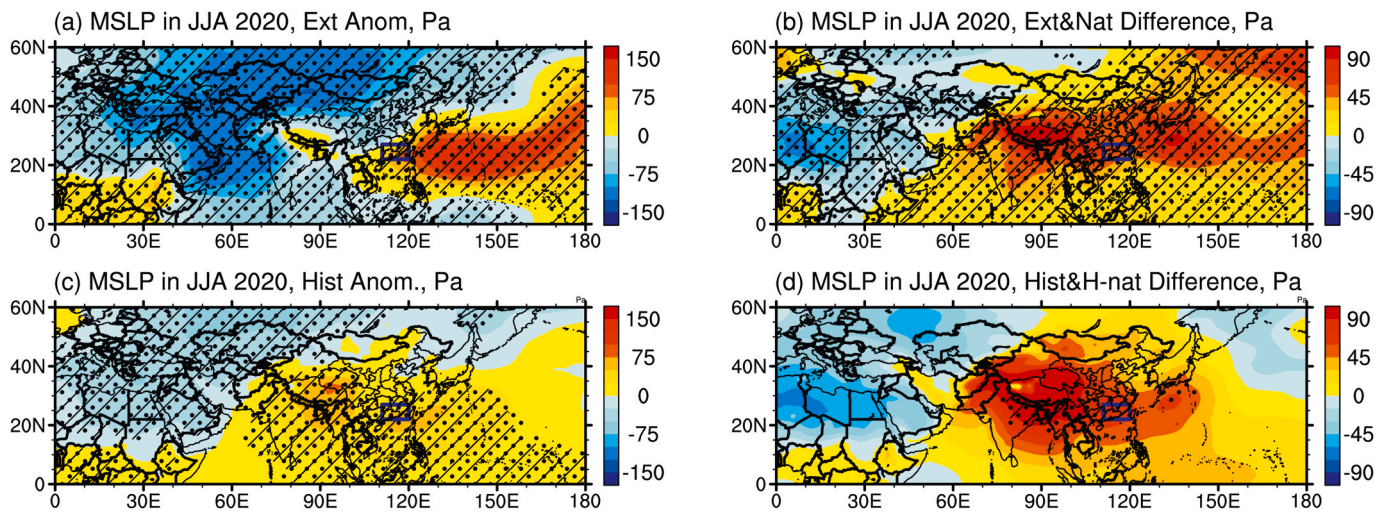 (a) MSLP in JJA 2020, Ext Anom, Pa
60N
40N
20N
0
0 30E 60E 90E 120E 150E 180
150
75
0
-75
-150
(b) MSLP in JJA 2020, Ext&Nat Difference, Pa
60N
40N
20N
0
0 30E 60E 90E 120E 150E 180
90
45
0
-45
-90
(c) MSLP in JJA 2020, Hist Anom., Pa
Pa
60N
40N
20N
0
0 30E 60E 90E 120E 150E 180
150
75
0
-75
-150
(d) MSLP in JJA 2020, Hist&H-nat Difference, Pa
Pa
60N
40N
20N
0
0 30E 60E 90E 120E 150E 180
90
45
0
-45
-90